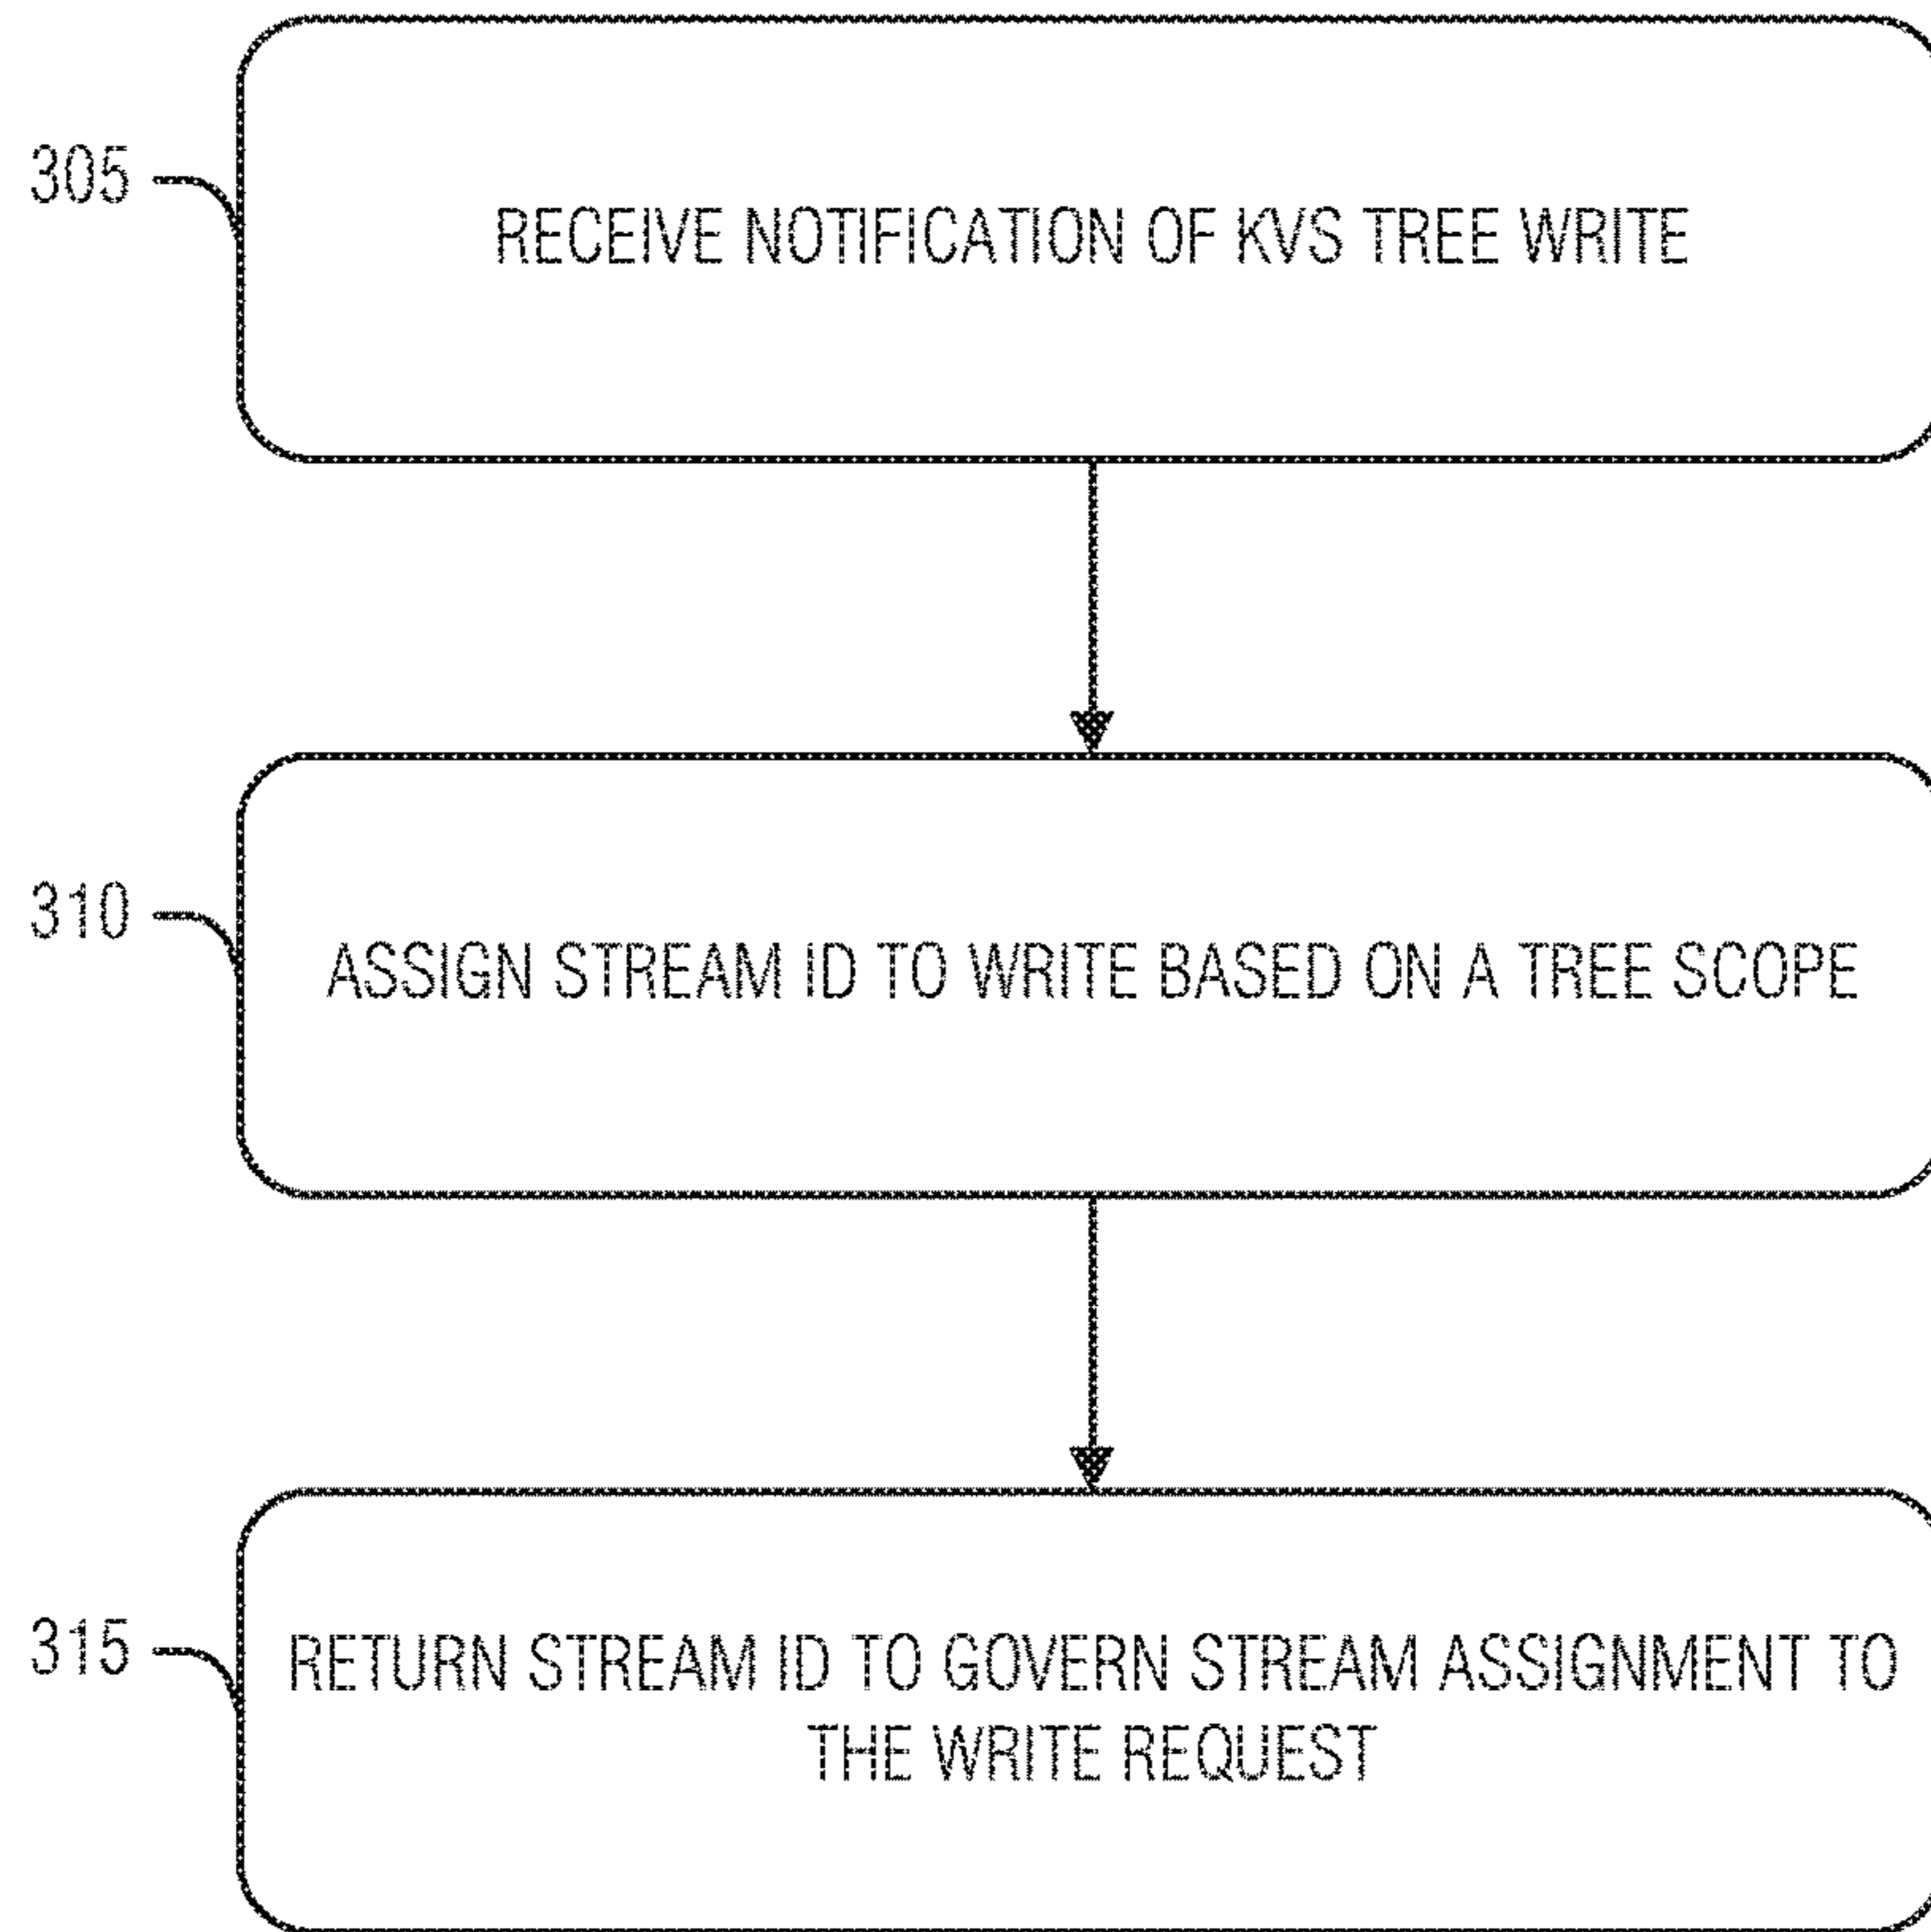 305
RECEIVE NOTIFICATION OF KVS TREE WRITE
310
ASSIGN STREAM ID TO WRITE BASED ON A TREE SCOPE
315
RETURN STREAM ID TO GOVERN STREAM ASSIGNMENT TO
THE WRITE REQUEST